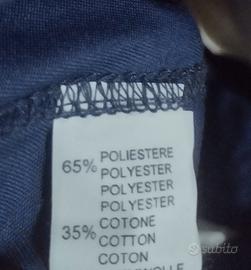 65% POLIESTERE
POLYESTER
POLYESTER
POLYESTER
35% COTONE
COTTON
COTON
subito